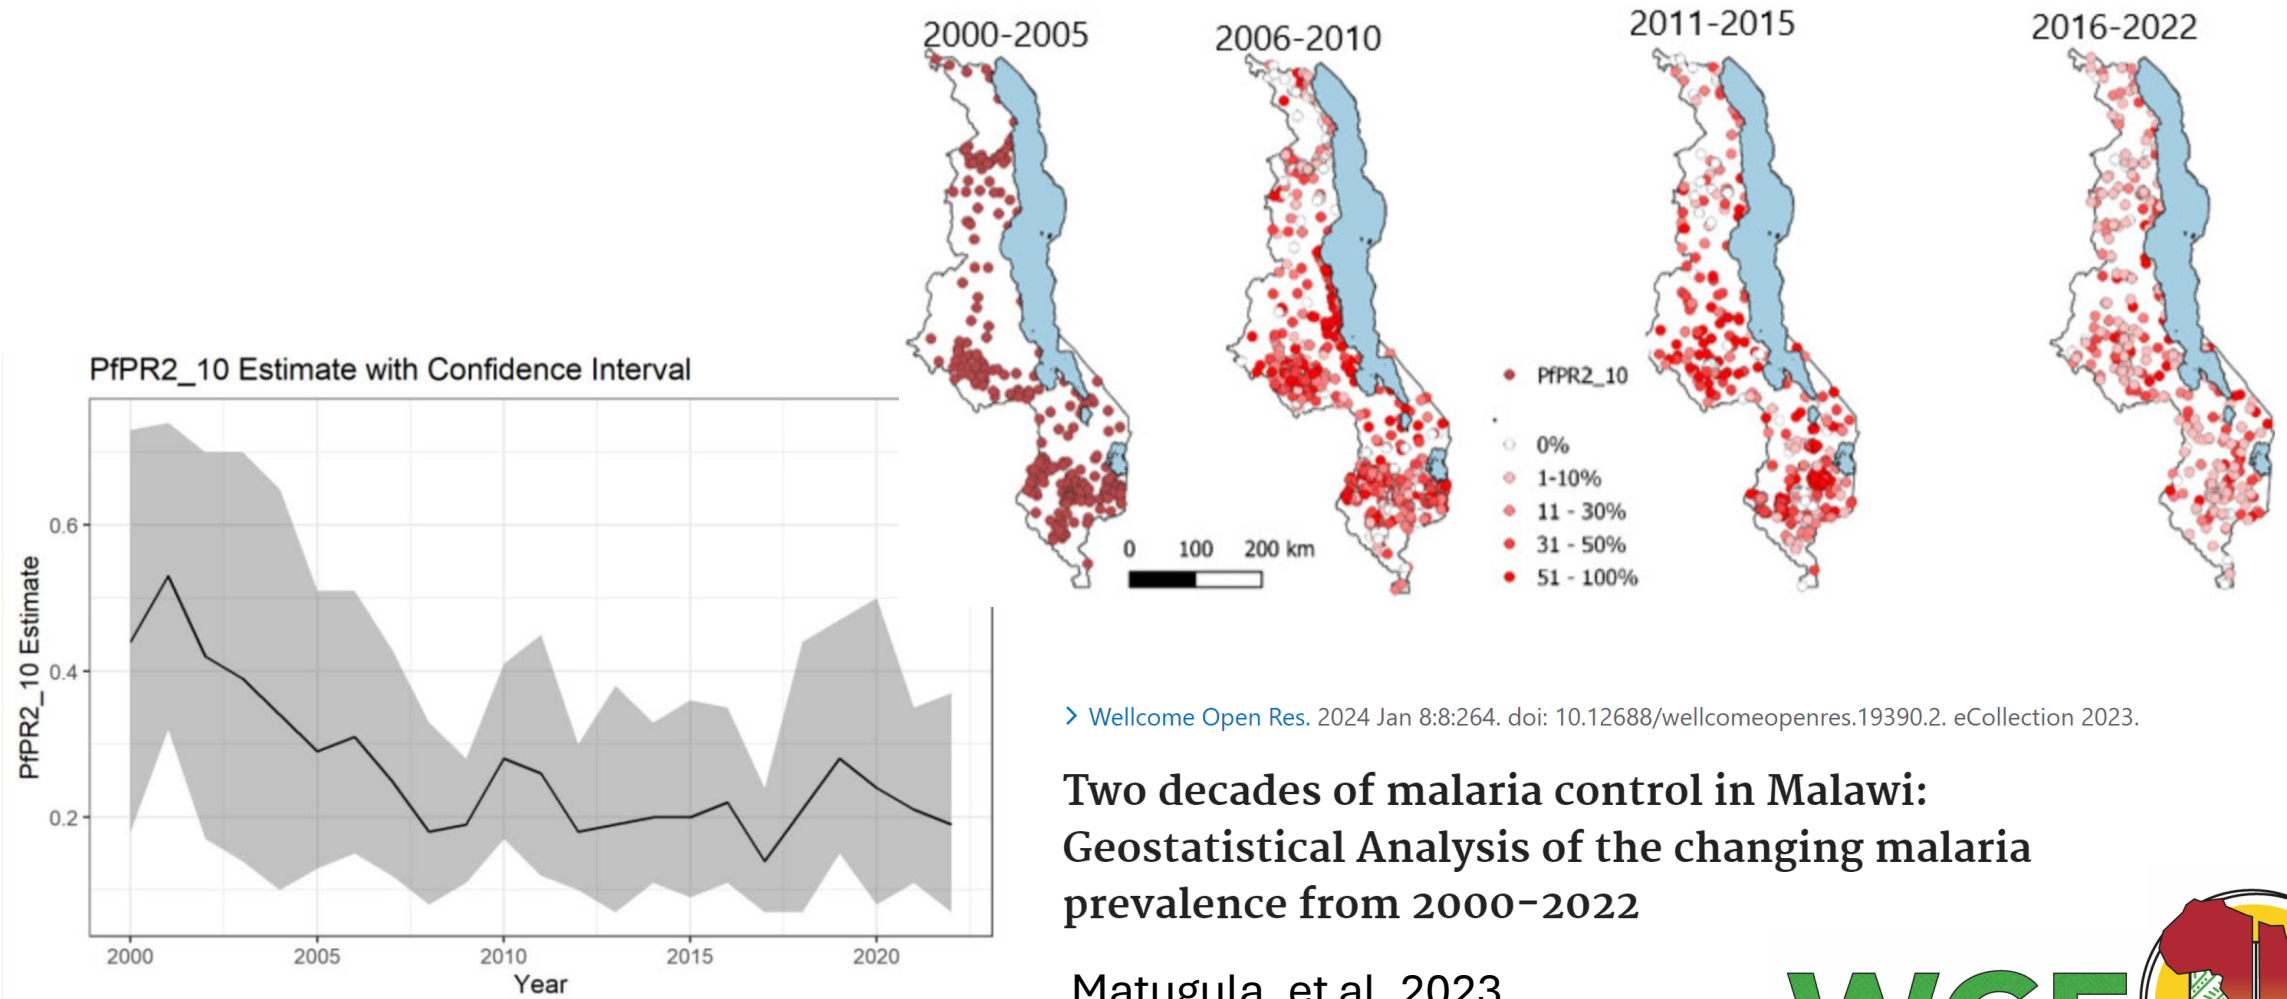 2000-2005
2006-2010
2011-2015
2016-2022
PfPR2_10
0%
1-10%
11 - 30%
31 - 50%
51 - 100%
0 100 200 km
PfPR2_10 Estimate with Confidence Interval
PfPR2_10 Estimate
0.6
0.4
0.2
2000 2005 2010 2015 2020
Year
> Wellcome Open Res. 2024 Jan 8:8:264. doi: 10.12688/wellcomeopenres.19390.2. eCollection 2023.
Two decades of malaria control in Malawi:
Geostatistical Analysis of the changing malaria
prevalence from 2000-2022
Matugula, et al, 2023